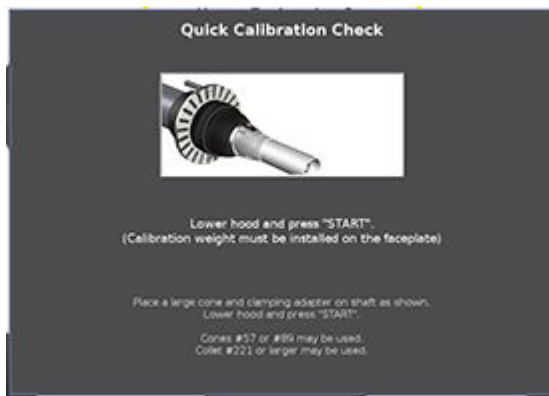 Quick Calibration Check
Lower hood and press "START".
(Calibration weight must be installed on the faceplate)
Place a large cone and clamping adapter on shaft as shown.
Lower hood and press "START".
Cones #57 or #89 may be used.
Collet #221 or larger may be used.